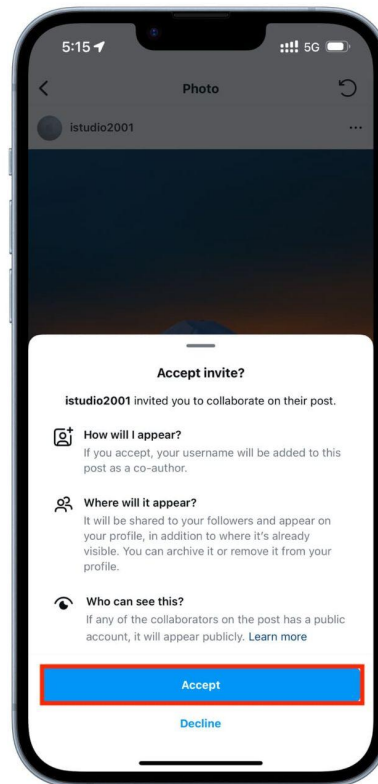 5:15
5G
Photo
istudio2001
Accept invite?
istudio2001 invited you to collaborate on their post.
How will I appear?
If you accept, your username will be added to this
post as a co-author.
Where will it appear?
It will be shared to your followers and appear on
your profile, in addition to where it's already
visible. You can archive it or remove it from your
profile.
Who can see this?
If any of the collaborators on the post has a public
account, it will appear publicly. Learn more
Accept
Decline